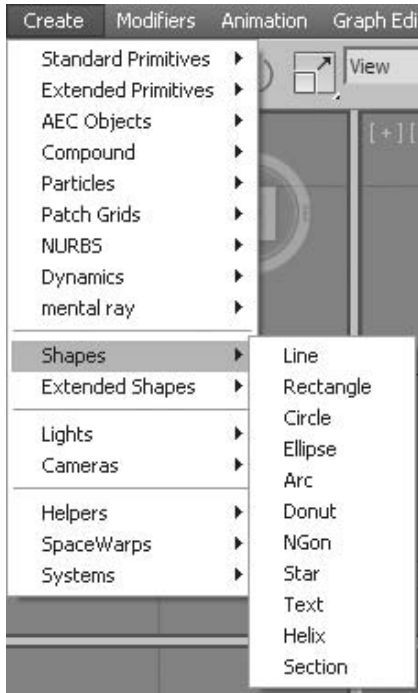 Create Modifiers Animation Graph Edi
View
Standard Primitives
Extended Primitives
AEC Objects
Compound
Particles
Patch Grids
NURBS
Dynamics
mental ray
Shapes
Extended Shapes
Lights
Cameras
Helpers
SpaceWarps
Systems
Line
Rectangle
Circle
Ellipse
Arc
Donut
NGon
Star
Text
Helix
Section
[+][